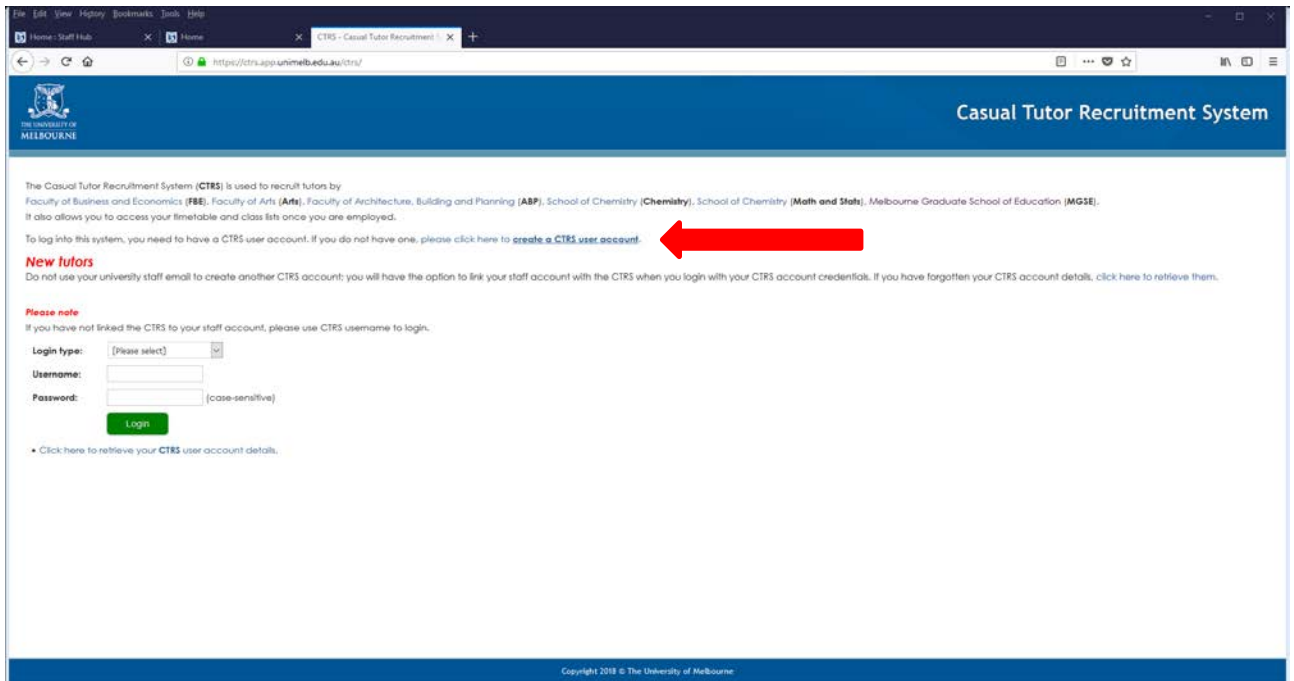 File Edit View History Bookmarks Tools Help
Home : Staff Hub
Home
CTRS - Casual Tutor Recruitment
https://ctrs.app.unimelb.edu.au/ctrs/
THE UNIVERSITY OF
MELBOURNE
Casual Tutor Recruitment System
The Casual Tutor Recruitment System (CTRS) is used to recruit tutors by
Faculty of Business and Economics (FBE), Faculty of Arts (Arts), Faculty of Architecture, Building and Planning (ABP), School of Chemistry (Chemistry), School of Chemistry (Math and Stats), Melbourne Graduate School of Education (MGSE).
It also allows you to access your timetable and class lists once you are employed.
To log into this system, you need to have a CTRS user account. If you do not have one, please click here to create a CTRS user account.
New tutors
Do not use your university staff email to create another CTRS account; you will have the option to link your staff account with the CTRS when you login with your CTRS account credentials. If you have forgotten your CTRS account details, click here to retrieve them.
Please note
If you have not linked the CTRS to your staff account, please use CTRS username to login.
Login type: [Please select]
Username:
Password: (case-sensitive)
Login
• Click here to retrieve your CTRS user account details.
Copyright 2018 © The University of Melbourne